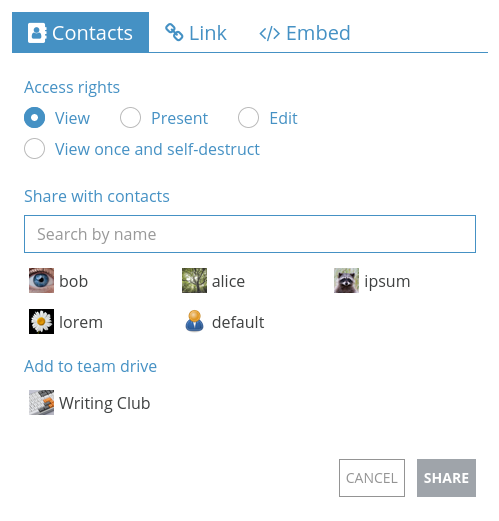 Contacts Link Embed
Access rights
View Present Edit
View once and self-destruct
Share with contacts
Search by name
bob alice ipsum
lorem default
Add to team drive
Writing Club
CANCEL SHARE